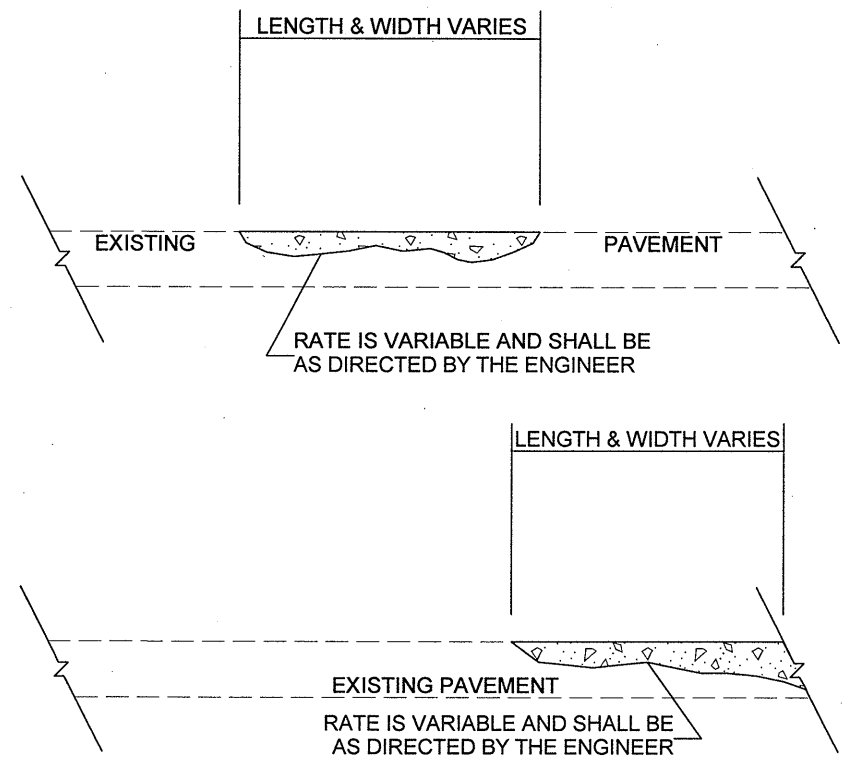 LENGTH & WIDTH VARIES
EXISTING
PAVEMENT
RATE IS VARIABLE AND SHALL BE
AS DIRECTED BY THE ENGINEER
LENGTH & WIDTH VARIES
EXISTING PAVEMENT
RATE IS VARIABLE AND SHALL BE
AS DIRECTED BY THE ENGINEER